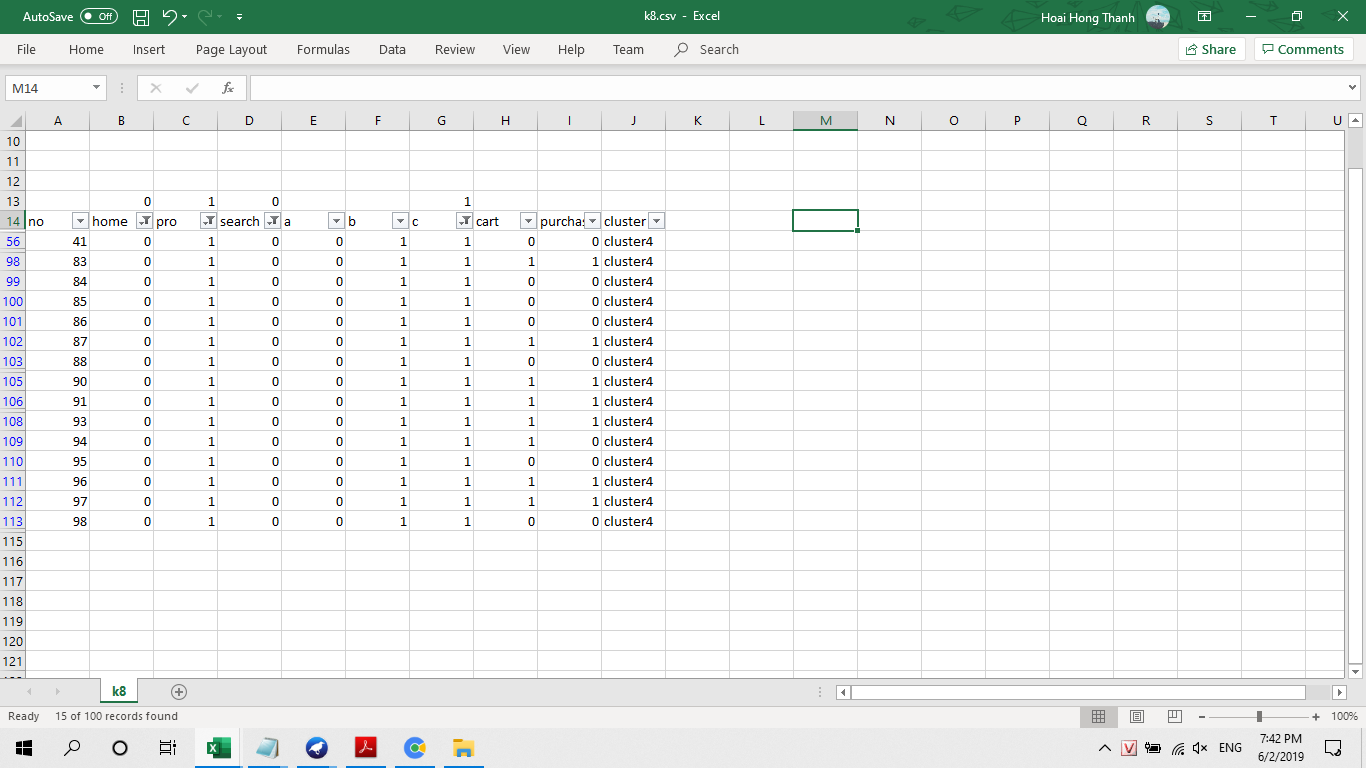 AutoSave Off k8.csv - Excel Hoai Hong Thanh
File Home Insert Page Layout Formulas Data Review View Help Team Search Share Comments
M14 fx
A B C D E F G H I J K L M N O P Q R S T U
10
11
12
13 0 1 0 1
14 no home pro search a b c cart purcha cluster
56 41 0 1 0 0 1 1 0 0 cluster4
98 83 0 1 0 0 1 1 1 1 cluster4
99 84 0 1 0 0 1 1 0 0 cluster4
100 85 0 1 0 0 1 1 0 0 cluster4
101 86 0 1 0 0 1 1 0 0 cluster4
102 87 0 1 0 0 1 1 1 1 cluster4
103 88 0 1 0 0 1 1 0 0 cluster4
105 90 0 1 0 0 1 1 1 1 cluster4
106 91 0 1 0 0 1 1 1 1 cluster4
108 93 0 1 0 0 1 1 1 1 cluster4
109 94 0 1 0 0 1 1 1 0 cluster4
110 95 0 1 0 0 1 1 0 0 cluster4
111 96 0 1 0 0 1 1 1 1 cluster4
112 97 0 1 0 0 1 1 1 1 cluster4
113 98 0 1 0 0 1 1 0 0 cluster4
115
116
117
118
119
120
121
k8
Ready 15 of 100 records found 100%
ENG 7:42 PM
6/2/2019